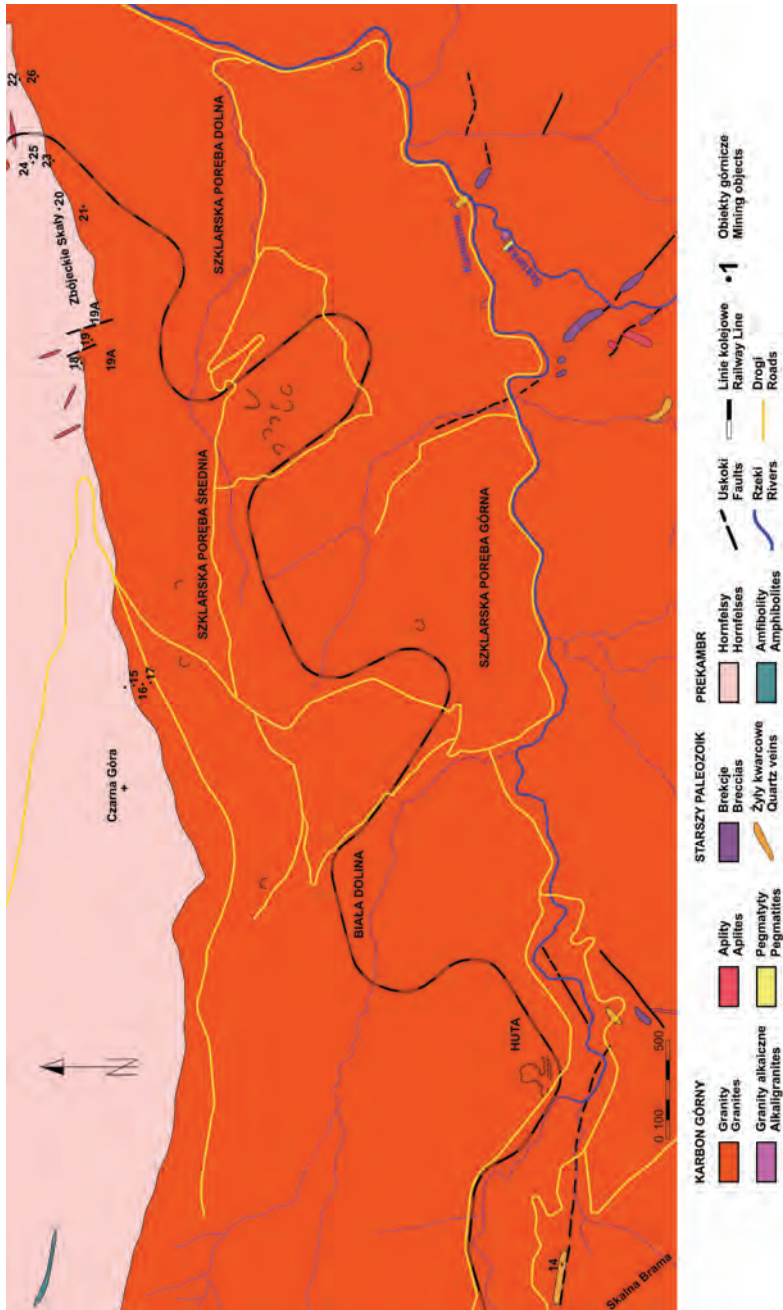 Czarna Góra
15
16
17
18
19
19A
19A
Zbójeckie Skały
20
21
22
23
24
25
26
N
SZKLARSKA PORĘBA ŚREDNIA
SZKLARSKA PORĘBA DOLNA
BIAŁA DOLINA
SZKLARSKA PORĘBA GÓRNA
HUTA
Kamienna
Szklarka
14
Skalna Brama
0 100 500
KARBON GÓRNY
Granity
Granites
Granity alkaiczne
Alkaligranites
Aplity
Aplites
Pegmatyty
Pegmatites
STARSZY PALEOZOIK
Brekcje
Breccias
Żyły kwarcowe
Quartz veins
PREKAMBR
Hornfelsy
Hornfelses
Amfibolity
Amphibolites
Uskoki
Faults
Rzeki
Rivers
Linie kolejowe
Railway Line
Drogi
Roads
1
Obiekty górnicze
Mining objects